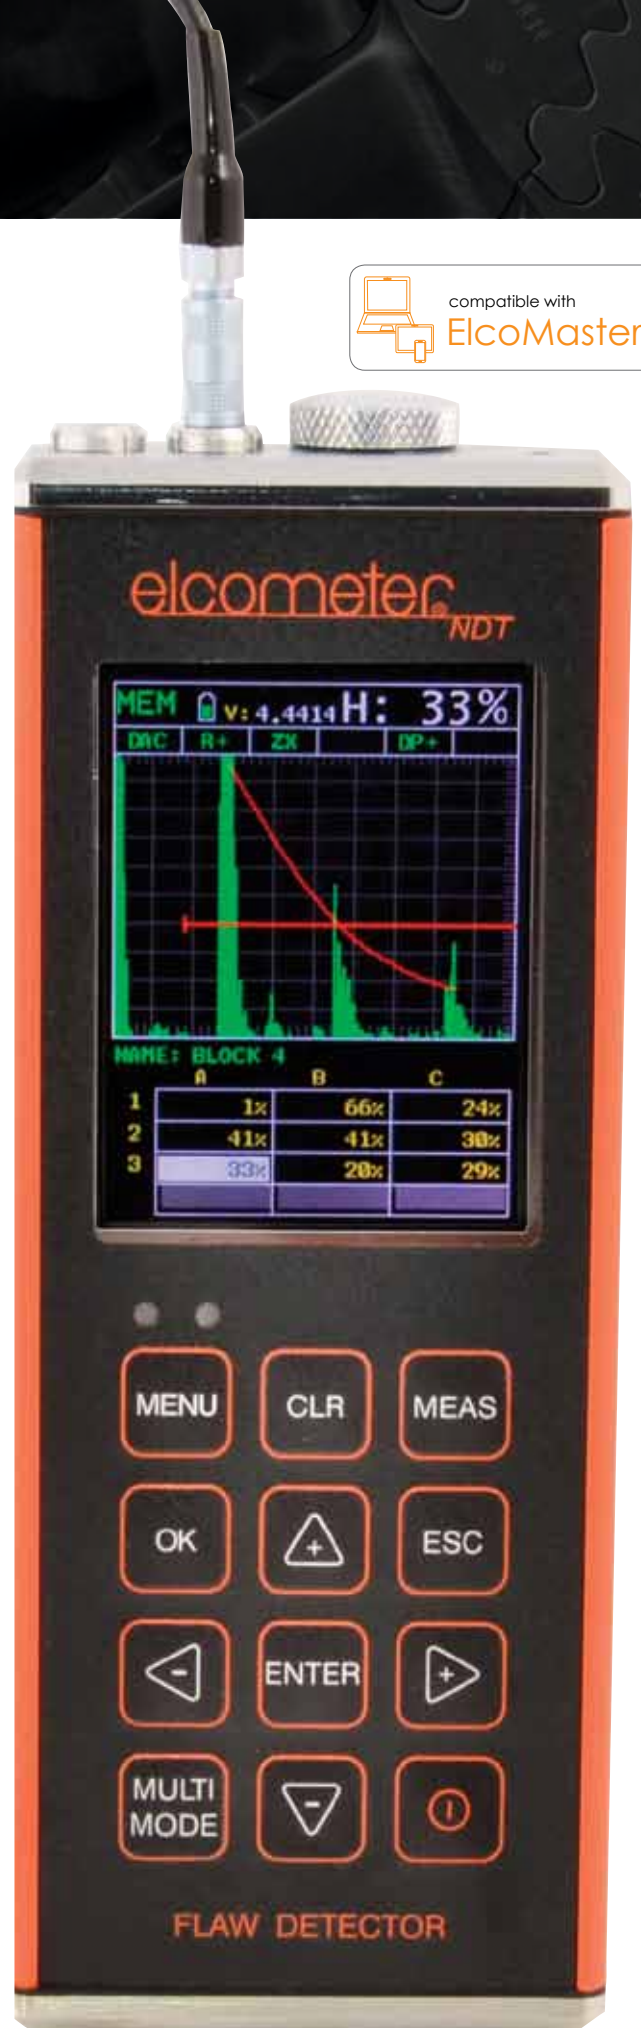 compatible with
ElcoMaster
elcometer®
NDT
MEM V: 4.4414 H: 33%
DAC R+ ZX DP+
NAME: BLOCK 4
A B C
1 1% 66% 24%
2 41% 41% 30%
3 33% 20% 29%
MENU CLR MEAS
OK + ESC
- ENTER +
MULTI
MODE -
FLAW DETECTOR